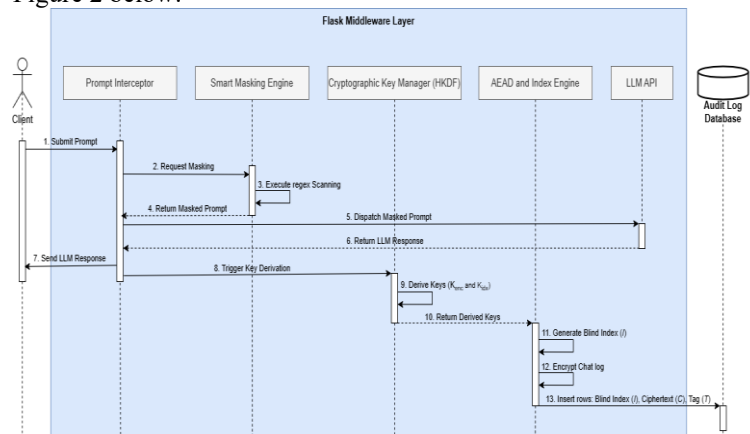 Figure 2 below.
Flask Middleware Layer
Prompt Interceptor
Smart Masking Engine
Cryptographic Key Manager (HKDF)
AEAD and Index Engine
LLM API
Client
Audit Log
Database
1. Submit Prompt
2. Request Masking
3. Execute regex Scanning
4. Return Masked Prompt
5. Dispatch Masked Prompt
6. Return LLM Response
7. Send LLM Response
8. Trigger Key Derivation
9. Derive Keys (Kenc and Kidx)
10. Return Derived Keys
11. Generate Blind Index (I)
12. Encrypt Chat log
13. Insert rows: Blind Index (I), Ciphertext (C), Tag (T)